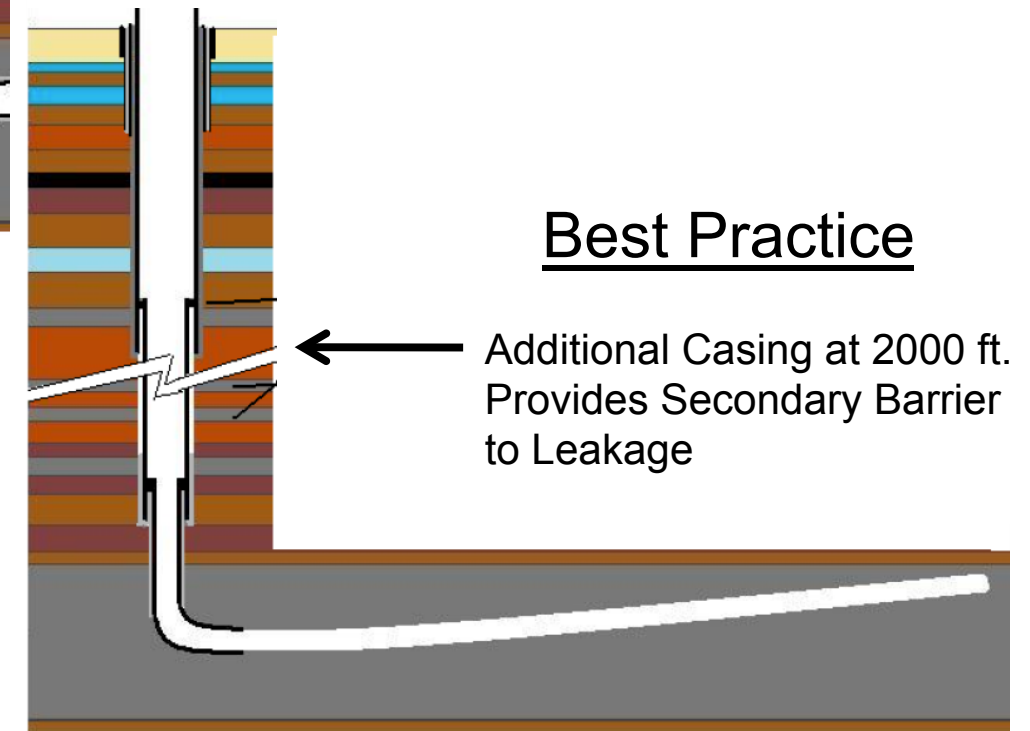 Best Practice
Additional Casing at 2000 ft.
Provides Secondary Barrier
to Leakage